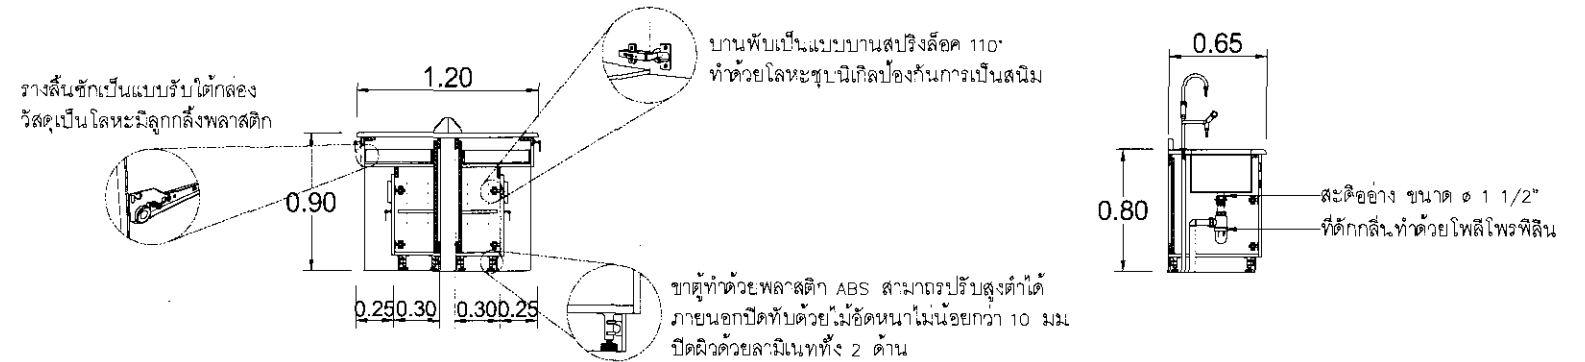 รางลิ้นชักเป็นแบบรับใต้กล่อง
วัสดุเป็นโลหะมีลูกกลิ้งพลาสติก
1.20
0.90
0.25 0.30 0.30 0.25
บานพับเป็นแบบบานสปริงล็อค 110°
ทำด้วยโลหะชุบนิเกิลป้องกันการเป็นสนิม
ขาตู้ทำด้วยพลาสติก ABS สามารถปรับสูงต่ำได้
ภายนอกปิดทับด้วยไม้อัดหนาไม่น้อยกว่า 10 มม
ปิดผิวด้วยลามิเนททั้ง 2 ด้าน
0.65
0.80
สะดืออ่าง ขนาด ø 1 1/2"
ที่ดักกลิ่นทำด้วยโพลีโพรพีลีน